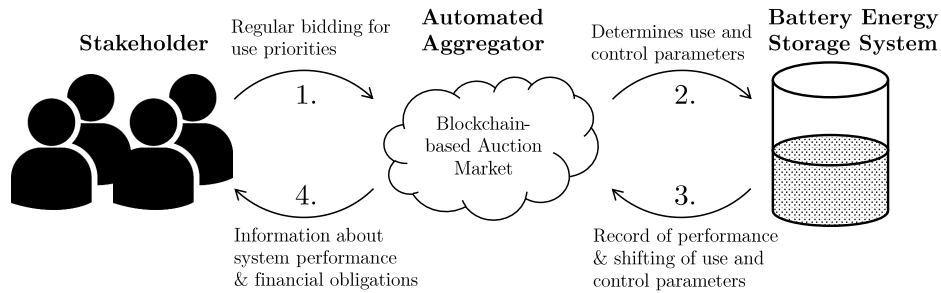 Stakeholder
Regular bidding for
use priorities
1.
Automated
Aggregator
Blockchain-
based Auction
Market
Determines use and
control parameters
2.
Battery Energy
Storage System
3.
Record of performance
& shifting of use and
control parameters
4.
Information about
system performance
& financial obligations